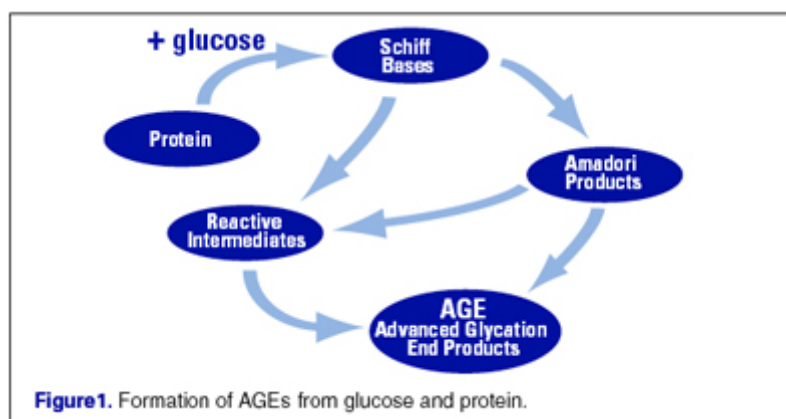 + glucose
Schiff
Bases
Protein
Amadori
Products
Reactive
Intermediates
AGE
Advanced Glycation
End Products
Figure1. Formation of AGEs from glucose and protein.